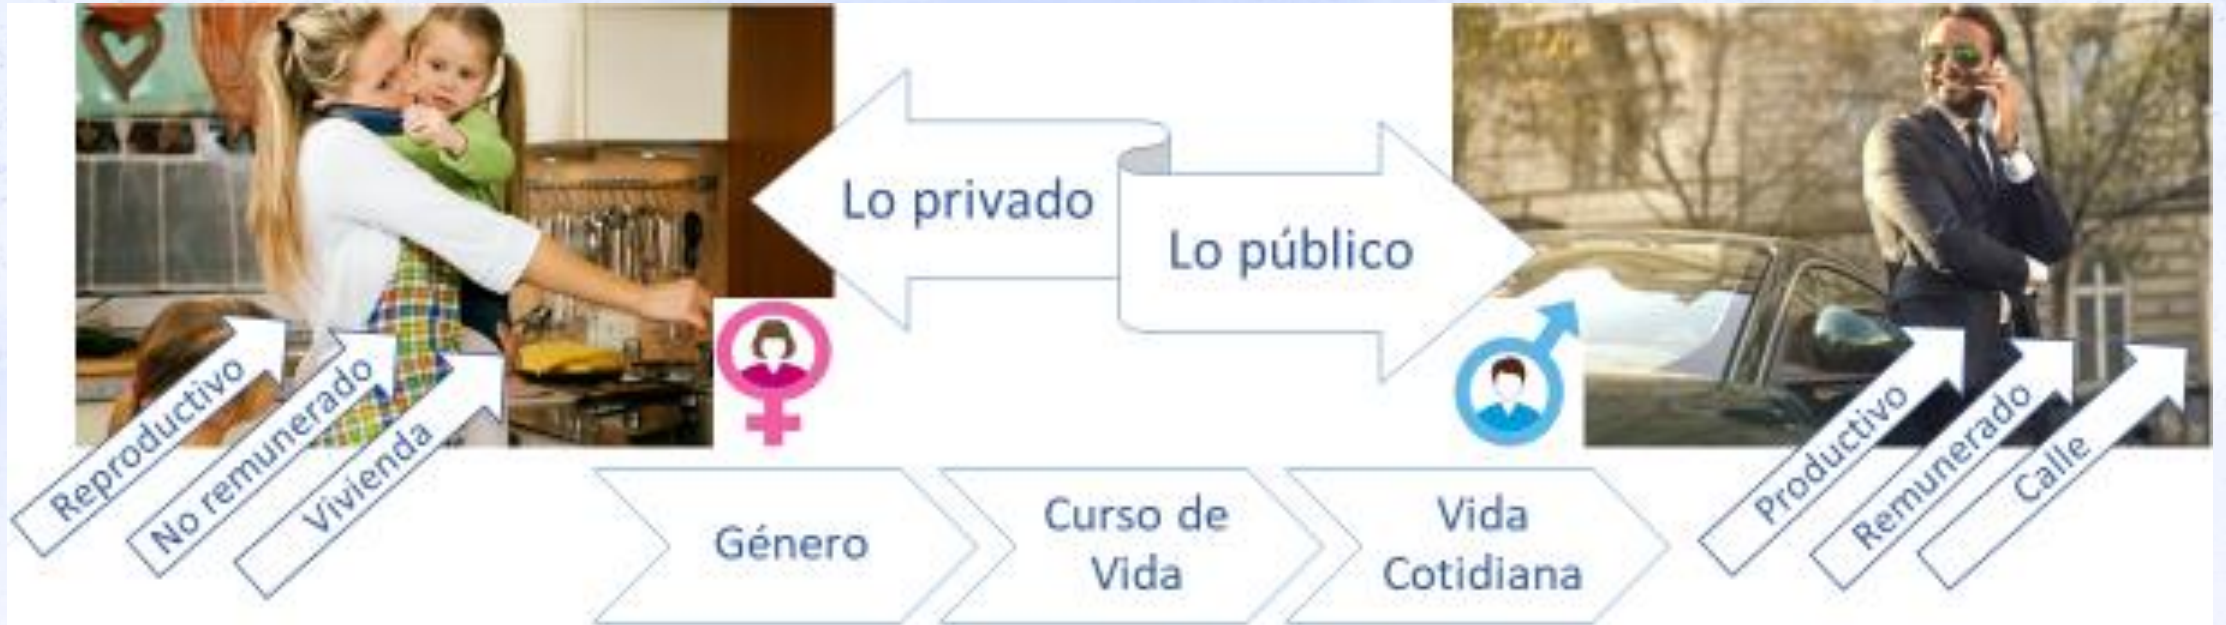 Lo privado
Lo público
Reproductivo
No remunerado
Vivienda
Género
Curso de
Vida
Vida
Cotidiana
Productivo
Remunerado
Calle